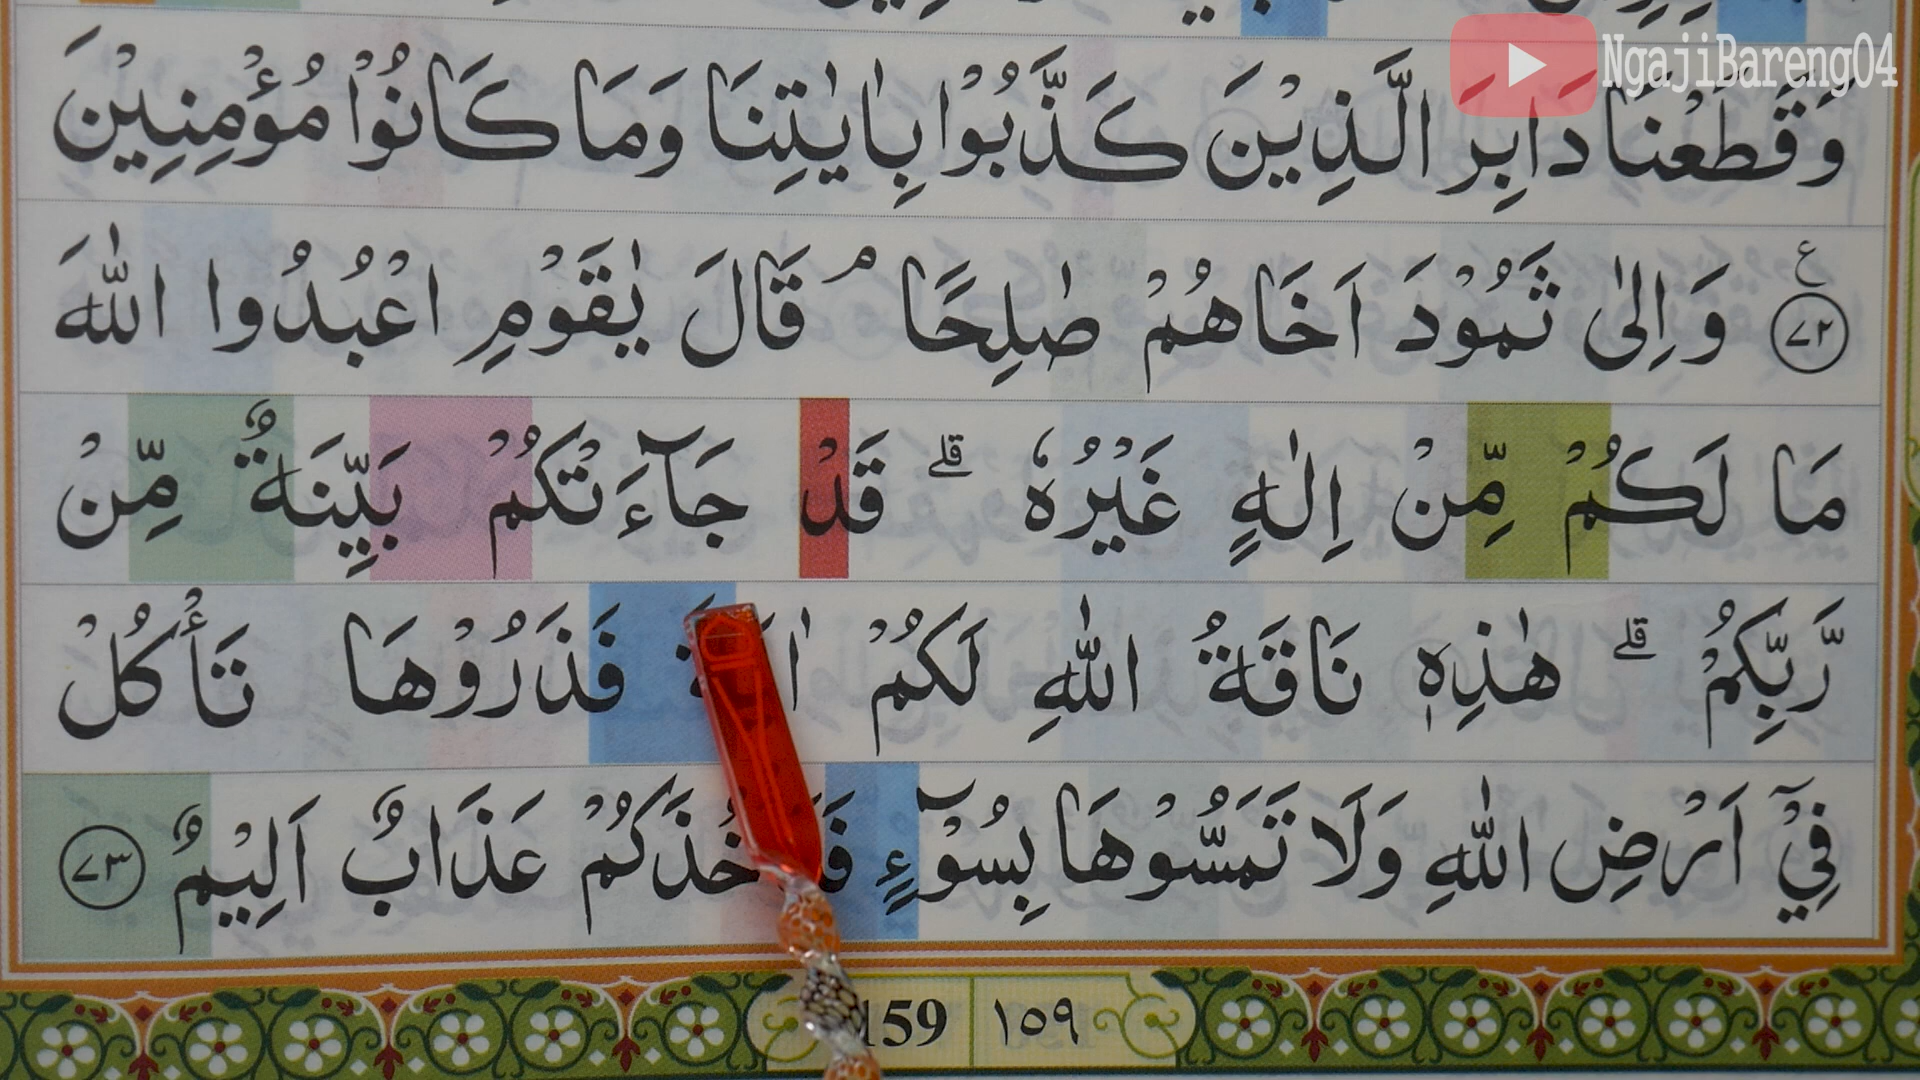 NgajiBareng04
وَقَطَعْنَا دَابِرَ الَّذِيْنَ كَذَّبُوْا بِاٰيٰتِنَا وَمَا كَانُوْا مُؤْمِنِيْنَ
ع ٧٢ وَاِلٰى ثَمُوْدَ اَخَاهُمْ صٰلِحًا ۘ قَالَ يٰقَوْمِ اعْبُدُوا اللّٰهَ
مَا لَكُمْ مِّنْ اِلٰهٍ غَيْرُهٗ ۗ قَدْ جَاۤءَتْكُمْ بَيِّنَةٌ مِّنْ
رَّبِّكُمْ ۗ هٰذِهٖ نَاقَةُ اللّٰهِ لَكُمْ فَذَرُوْهَا تَأْكُلْ
فِيْٓ اَرْضِ اللّٰهِ وَلَا تَمَسُّوْهَا بِسُوْۤءٍ عَذَابٌ اَلِيْمٌ ٧٣
159 ١٥٩